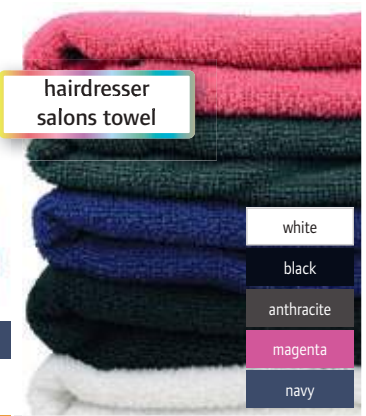 hairdresser
salons towel
white
black
anthracite
magenta
navy